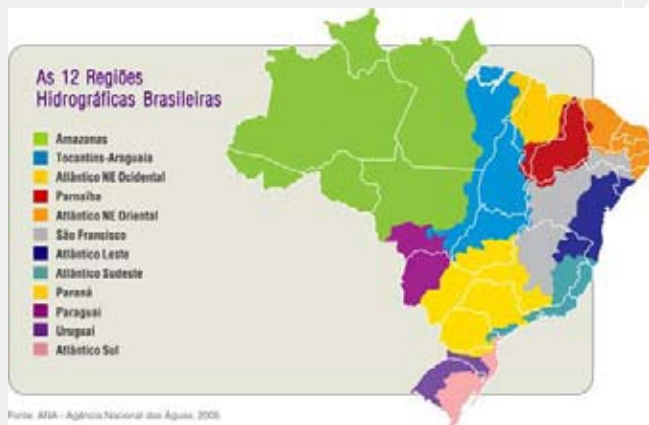 As 12 Regiões
Hidrográficas Brasileiras
Amazonas
Tocantins-Araguaia
Atlântico NE Ocidental
Parnaíba
Atlântico NE Oriental
São Francisco
Atlântico Leste
Atlântico Sudeste
Paraná
Paraguai
Uruguai
Atlântico Sul
Fonte: ANA - Agência Nacional das Águas, 2005